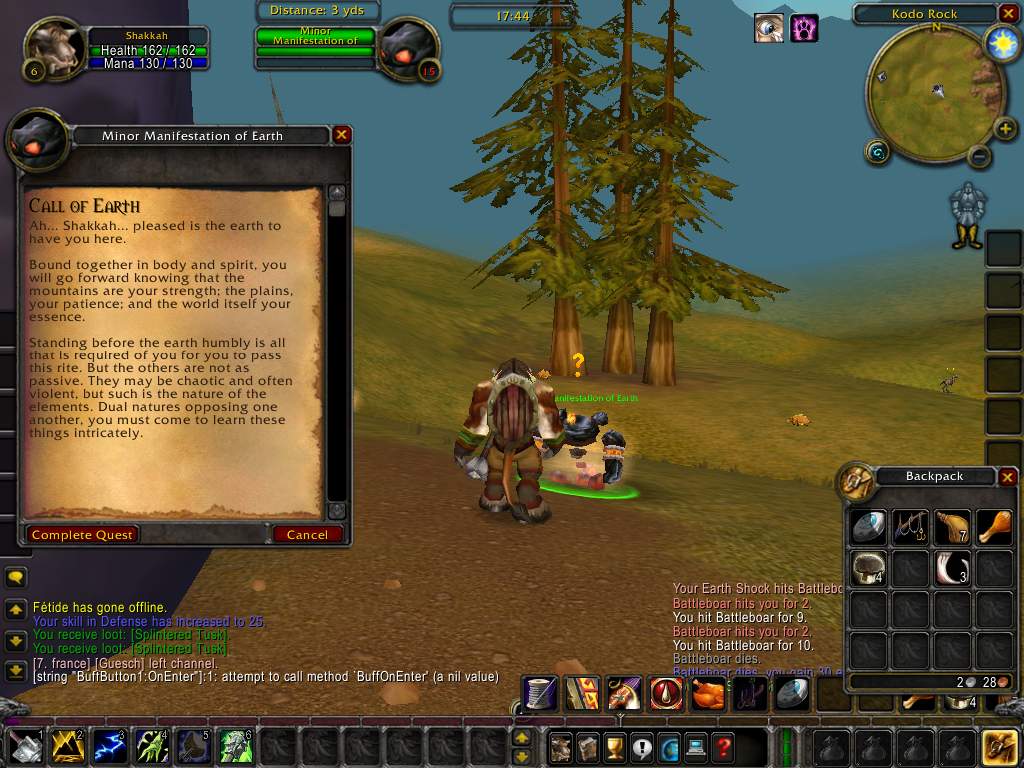 Distance: 3 yds
17:44
Kodo Rock
N
Shakkah
Health 162 / 162
Mana 130 / 130
6
Minor
Manifestation of
15
Minor Manifestation of Earth
Call of Earth
Ah... Shakkah... pleased is the earth to
have you here.
Bound together in body and spirit, you
will go forward knowing that the
mountains are your strength; the plains,
your patience; and the world itself your
essence.
Standing before the earth humbly is all
that is required of you for you to pass
this rite. But the others are not as
passive. They may be chaotic and often
violent, but such is the nature of the
elements. Dual natures opposing one
another, you must come to learn these
things intricately.
Complete Quest
Cancel
?
anifestation of Earth
Backpack
7
4
3
2 28
Fétide has gone offline.
Your skill in Defense has increased to 25.
You receive loot: [Splintered Tusk].
You receive loot: [Splintered Tusk].
[7. france] [Guesch] left channel.
[string "BuffButton1:OnEnter"]:1: attempt to call method `BuffOnEnter' (a nil value)
Your Earth Shock hits Battlebo
Battleboar hits you for 2.
You hit Battleboar for 9.
Battleboar hits you for 2.
You hit Battleboar for 10.
Battleboar dies.
Battleboar dies, you gain 30 e
4
1
2
3
4
5
6